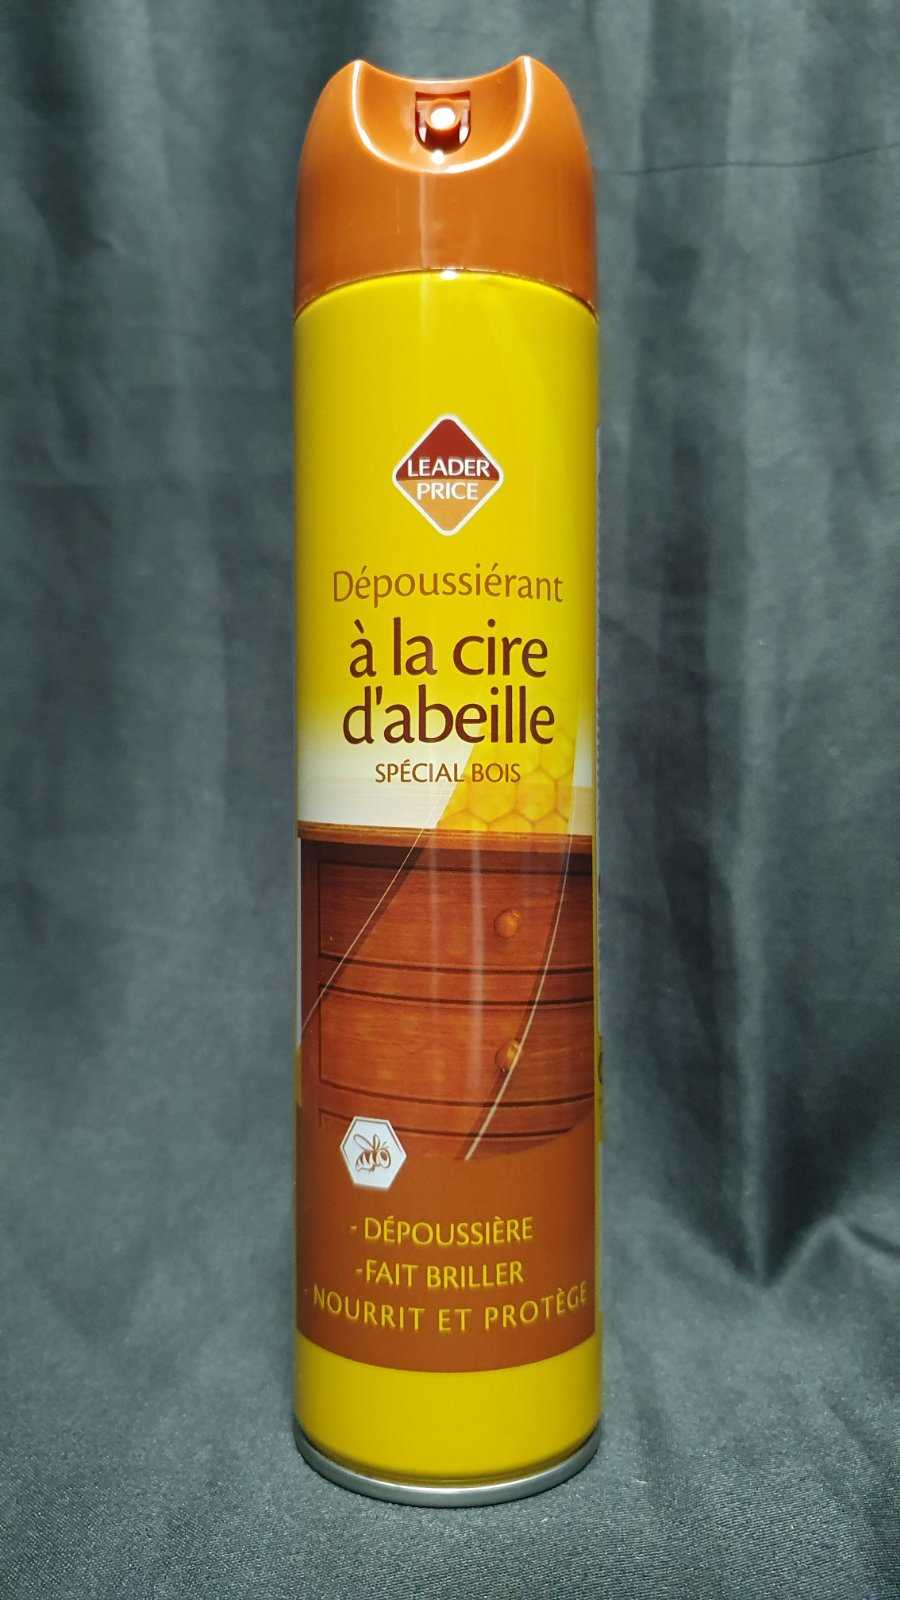 LEADER
PRICE
Dépoussiérant
à la cire
d'abeille
SPÉCIAL BOIS
- DÉPOUSSIÈRE
-FAIT BRILLER
- NOURRIT ET PROTÈGE